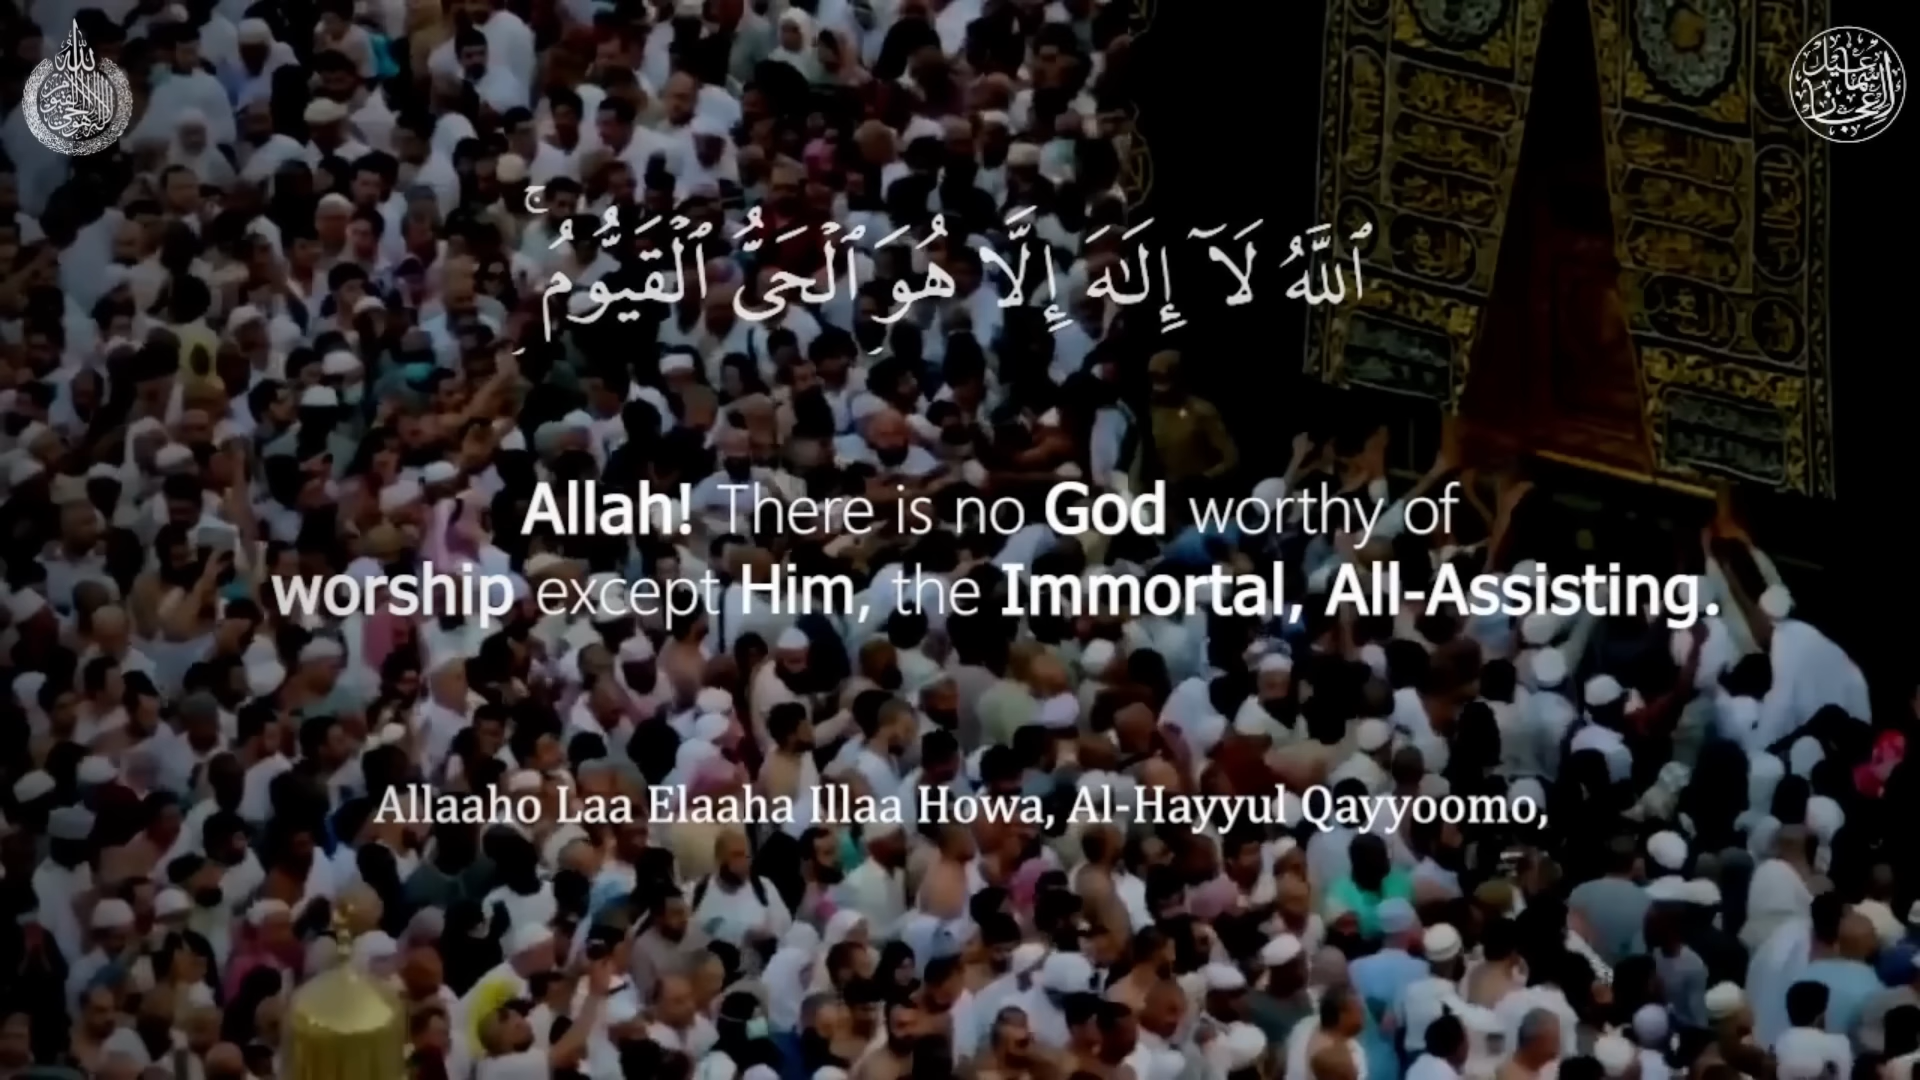 ٱللَّهُ لَآ إِلَٰهَ إِلَّا هُوَ ٱلْحَىُّ ٱلْقَيُّومُ ۚ
Allah! There is no God worthy of
worship except Him, the Immortal, All-Assisting.
Allaaho Laa Elaaha Illaa Howa, Al-Hayyul Qayyoomo,